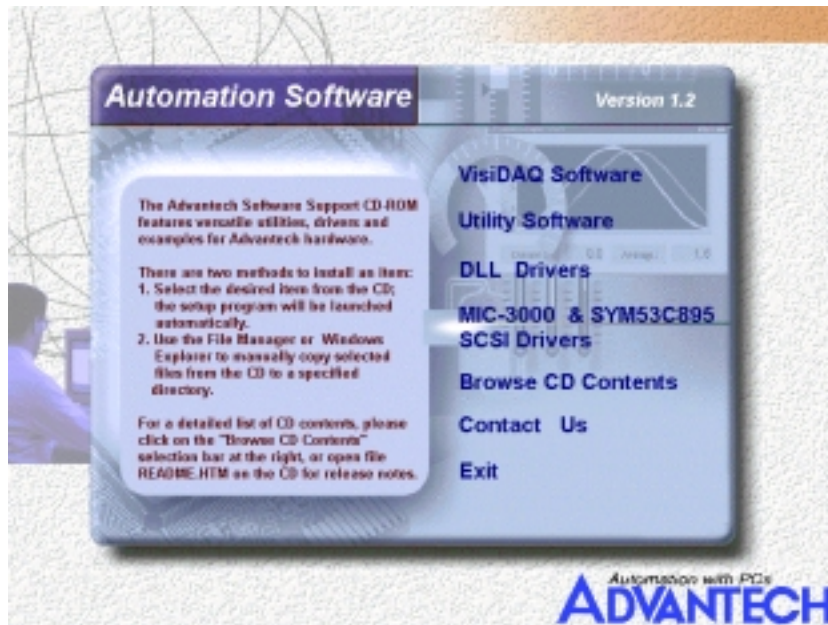 Automation Software
Version 1.2
The Advantech Software Support CD-ROM
features versatile utilities, drivers and
examples for Advantech hardware.
There are two methods to install an item:
1. Select the desired item from the CD;
the setup program will be launched
automatically.
2. Use the File Manager or Windows
Explorer to manually copy selected
files from the CD to a specified
directory.
For a detailed list of CD contents, please
click on the "Browse CD Contents"
selection bar at the right, or open file
README.HTM on the CD for release notes.
VisiDAQ Software
Utility Software
0.0 Average: 1.0
DLL Drivers
MIC-3000 & SYM53C895
SCSI Drivers
Browse CD Contents
Contact Us
Exit
Automation with PCs
ADVANTECH